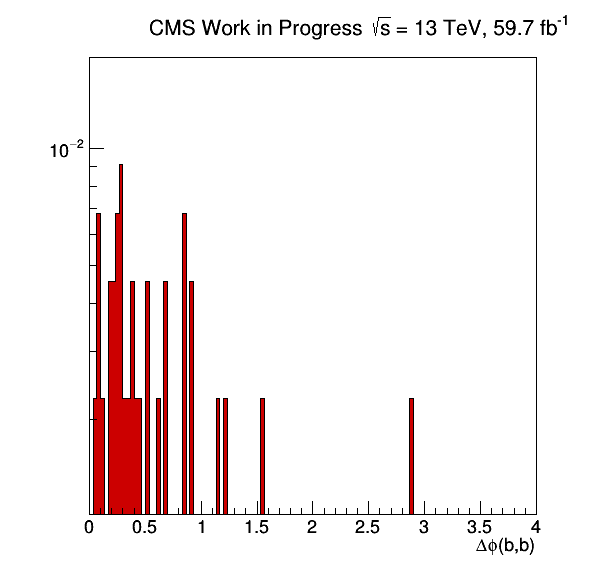 CMS Work in Progress √s = 13 TeV, 59.7 fb⁻¹
10⁻²
0 0.5 1 1.5 2 2.5 3 3.5 4
Δϕ(b,b)